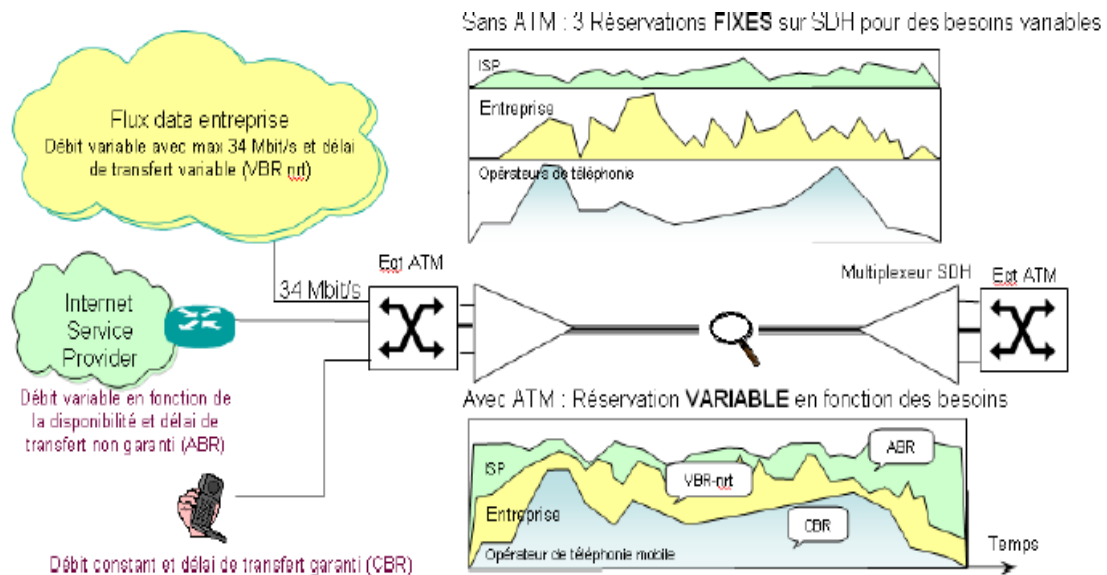 Sans ATM : 3 Réservations FIXES sur SDH pour des besoins variables
ISP
Entreprise
Opérateurs de téléphonie
Flux data entreprise
Débit variable avec max 34 Mbit/s et délai
de transfert variable (VBR nrt)
34 Mbit/s
Eqt ATM
Multiplexeur SDH
Eqt ATM
Internet
Service
Provider
Débit variable en fonction de
la disponibilité et délai de
transfert non garanti (ABR)
Débit constant et délai de transfert garanti (CBR)
Avec ATM : Réservation VARIABLE en fonction des besoins
ISP
ABR
VBR-nrt
Entreprise
CBR
Opérateur de téléphonie mobile
Temps